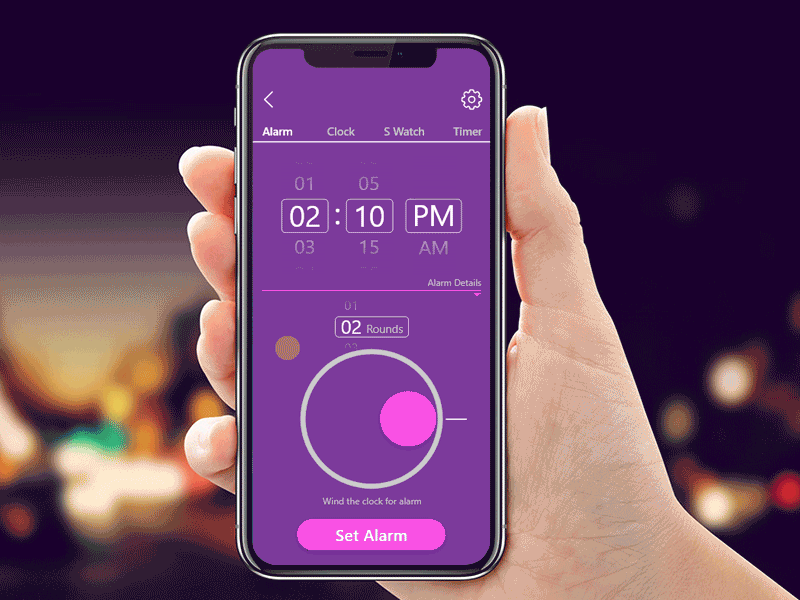 Alarm Clock S Watch Timer
01 05
02 : 10 PM
03 15 AM
Alarm Details
01
02 Rounds
Wind the clock for alarm
Set Alarm